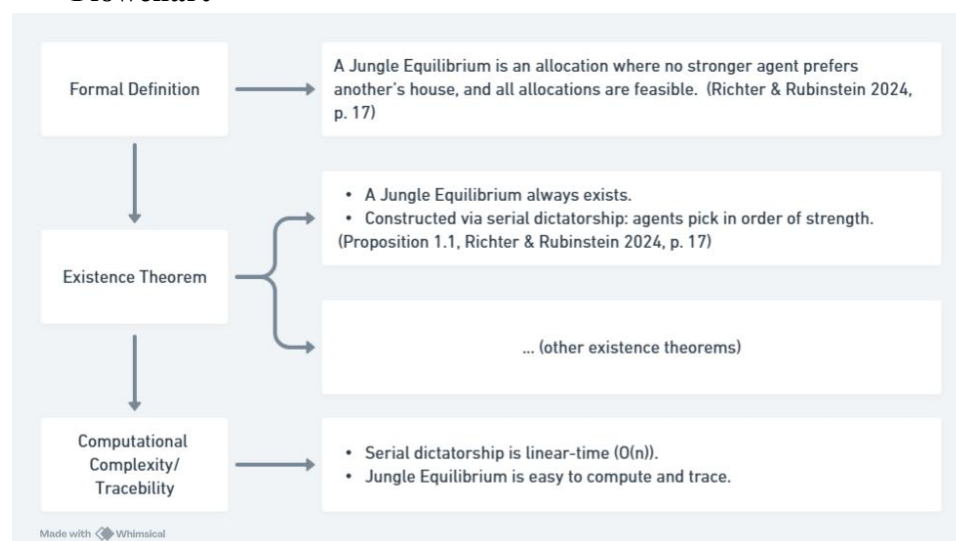 Formal Definition
A Jungle Equilibrium is an allocation where no stronger agent prefers
another's house, and all allocations are feasible. (Richter & Rubinstein 2024,
p. 17)
• A Jungle Equilibrium always exists.
• Constructed via serial dictatorship: agents pick in order of strength.
(Proposition 1.1, Richter & Rubinstein 2024, p. 17)
Existence Theorem
... (other existence theorems)
Computational
Complexity/
Tracebility
• Serial dictatorship is linear-time (O(n)).
• Jungle Equilibrium is easy to compute and trace.
Made with Whimsical